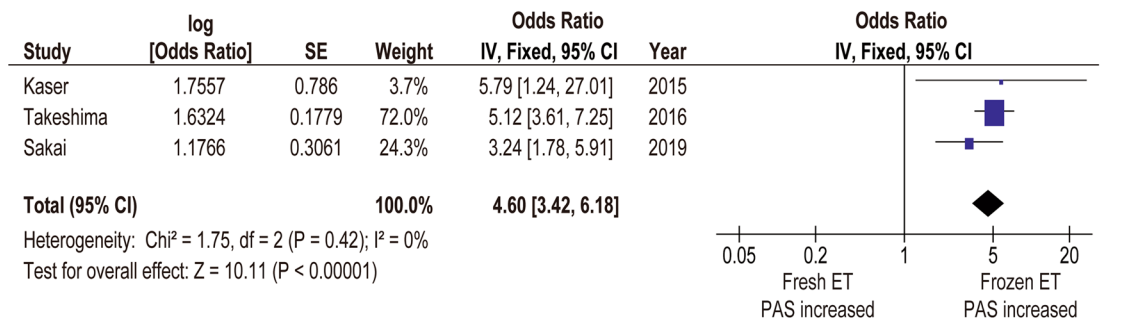 log Odds Ratio Odds Ratio
Study [Odds Ratio] SE Weight IV, Fixed, 95% CI Year IV, Fixed, 95% CI
Kaser 1.7557 0.786 3.7% 5.79 [1.24, 27.01] 2015
Takeshima 1.6324 0.1779 72.0% 5.12 [3.61, 7.25] 2016
Sakai 1.1766 0.3061 24.3% 3.24 [1.78, 5.91] 2019
Total (95% CI) 100.0% 4.60 [3.42, 6.18]
Heterogeneity: Chi² = 1.75, df = 2 (P = 0.42); I² = 0%
Test for overall effect: Z = 10.11 (P < 0.00001)
0.05 0.2 1 5 20
Fresh ET Frozen ET
PAS increased PAS increased